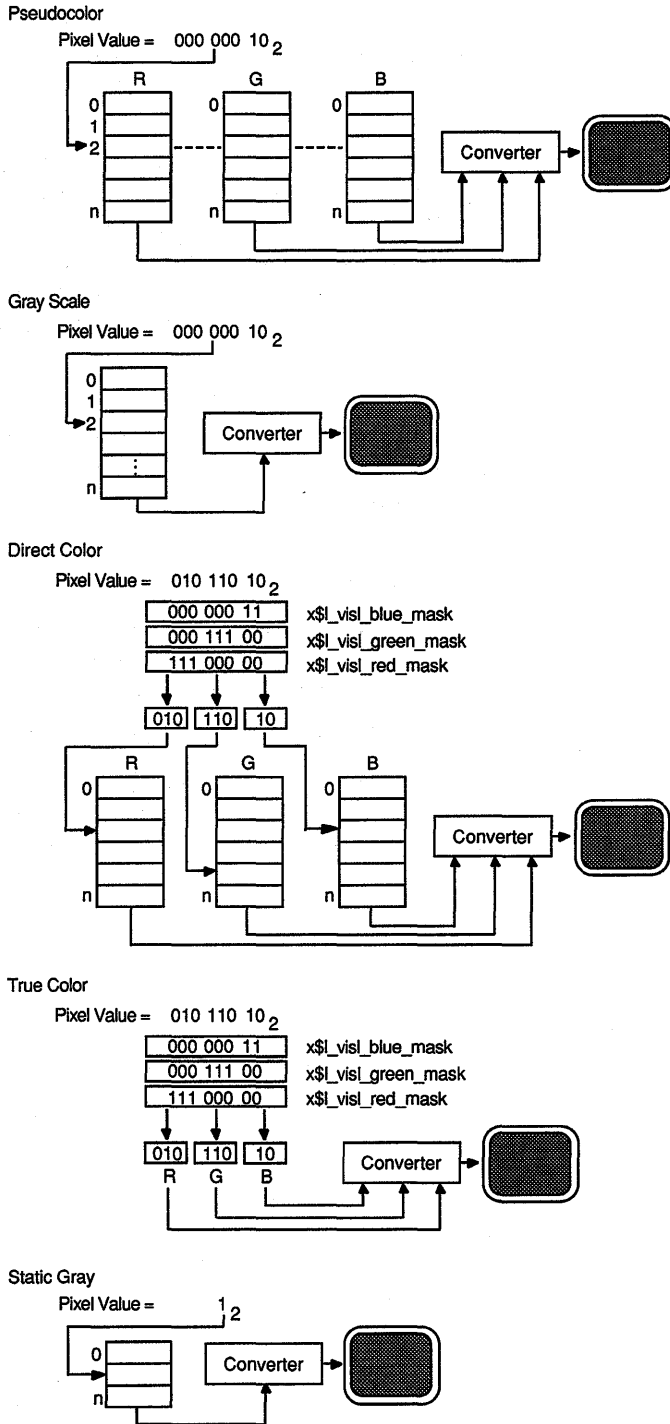 Pseudocolor
Pixel Value = 000 000 10 2
R G B
0 0 0
1
2
Converter
n n n
Gray Scale
Pixel Value = 000 000 10 2
0
1
2
Converter
n
Direct Color
Pixel Value = 010 110 10 2
000 000 11 x$l_visl_blue_mask
000 111 00 x$l_visl_green_mask
111 000 00 x$l_visl_red_mask
010 110 10
R G B
0 0 0
Converter
n n n
True Color
Pixel Value = 010 110 10 2
000 000 11 x$l_visl_blue_mask
000 111 00 x$l_visl_green_mask
111 000 00 x$l_visl_red_mask
010 110 10
Converter
R G B
Static Gray
Pixel Value = 1 2
0
Converter
n